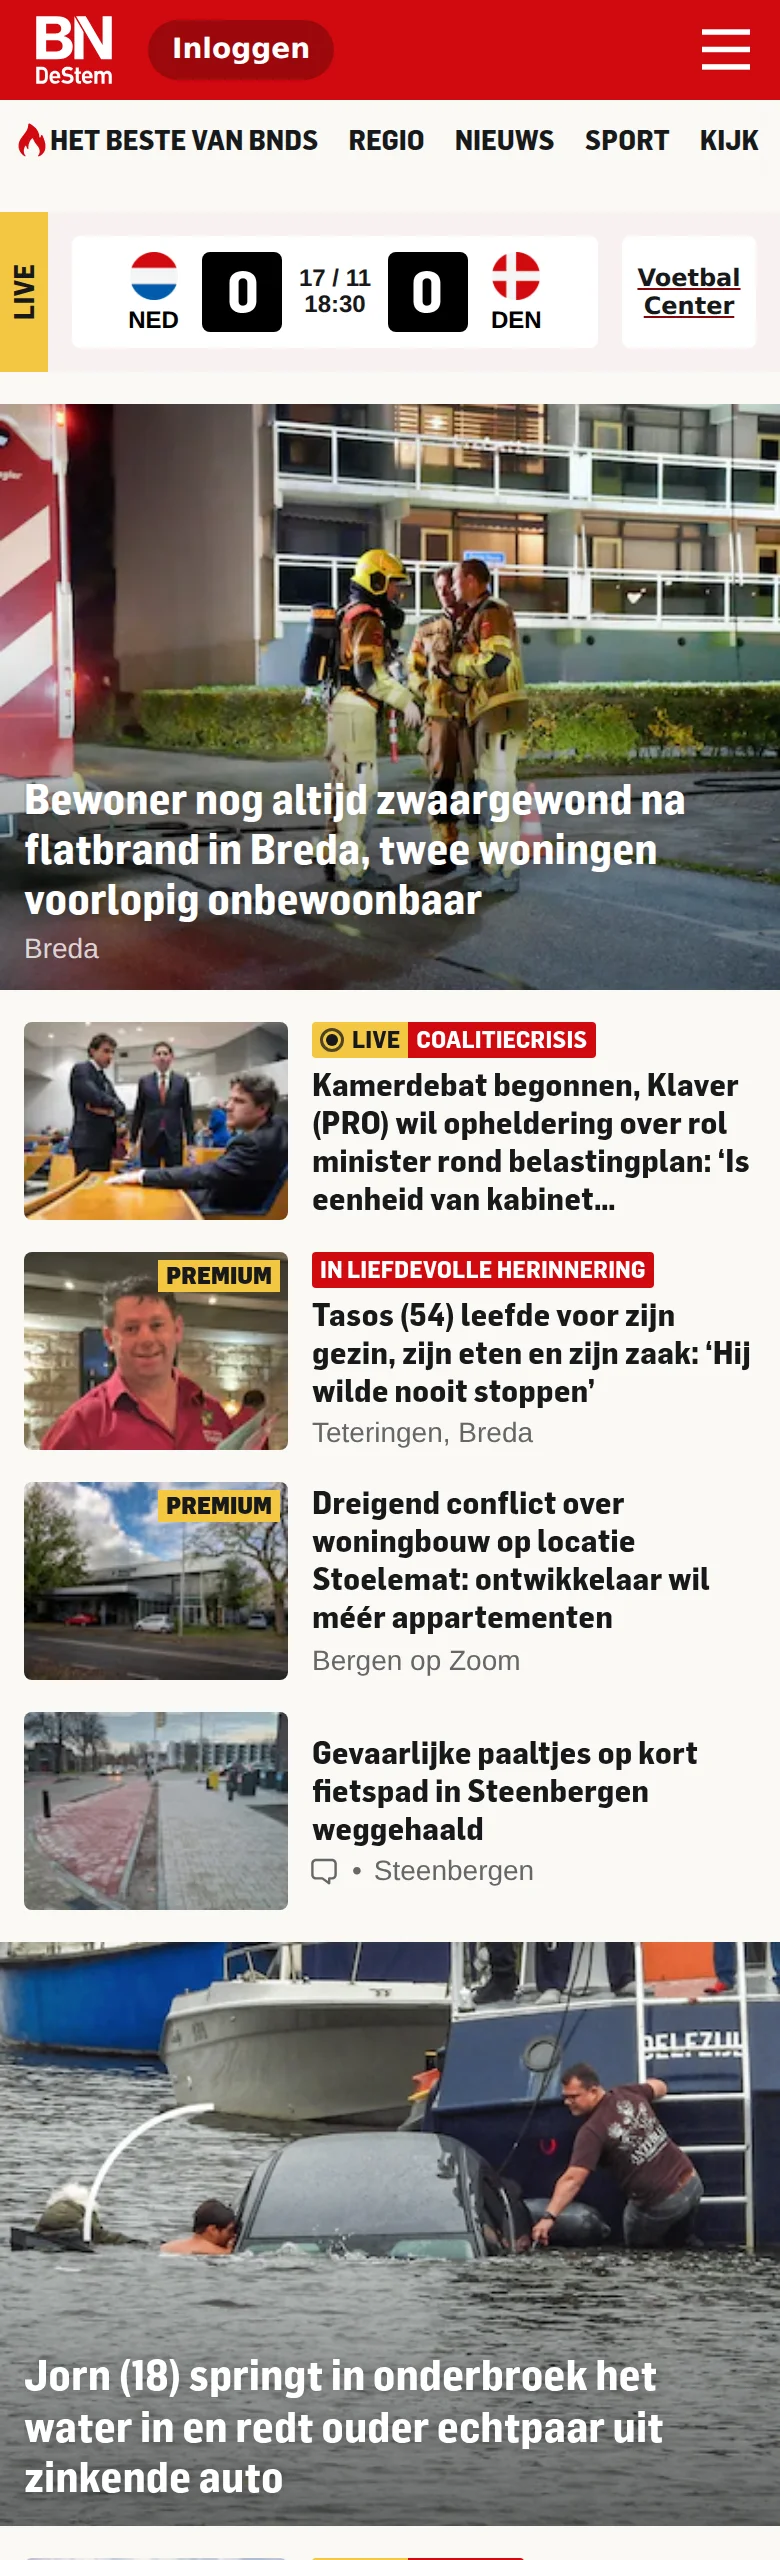 BN
DeStem
Inloggen
HET BESTE VAN BNDS REGIO NIEUWS SPORT KIJK
LIVE
NED
0
17 / 11
18:30
0
DEN
Voetbal
Center
Bewoner nog altijd zwaargewond na
flatbrand in Breda, twee woningen
voorlopig onbewoonbaar
Breda
LIVE COALITIECRISIS
Kamerdebat begonnen, Klaver
(PRO) wil opheldering over rol
minister rond belastingplan: ‘Is
eenheid van kabinet...
PREMIUM
IN LIEFDEVOLLE HERINNERING
Tasos (54) leefde voor zijn
gezin, zijn eten en zijn zaak: ‘Hij
wilde nooit stoppen’
Teteringen, Breda
PREMIUM
Dreigend conflict over
woningbouw op locatie
Stoelemat: ontwikkelaar wil
méér appartementen
Bergen op Zoom
Gevaarlijke paaltjes op kort
fietspad in Steenbergen
weggehaald
• Steenbergen
DELFZIJL
Jorn (18) springt in onderbroek het
water in en redt ouder echtpaar uit
zinkende auto